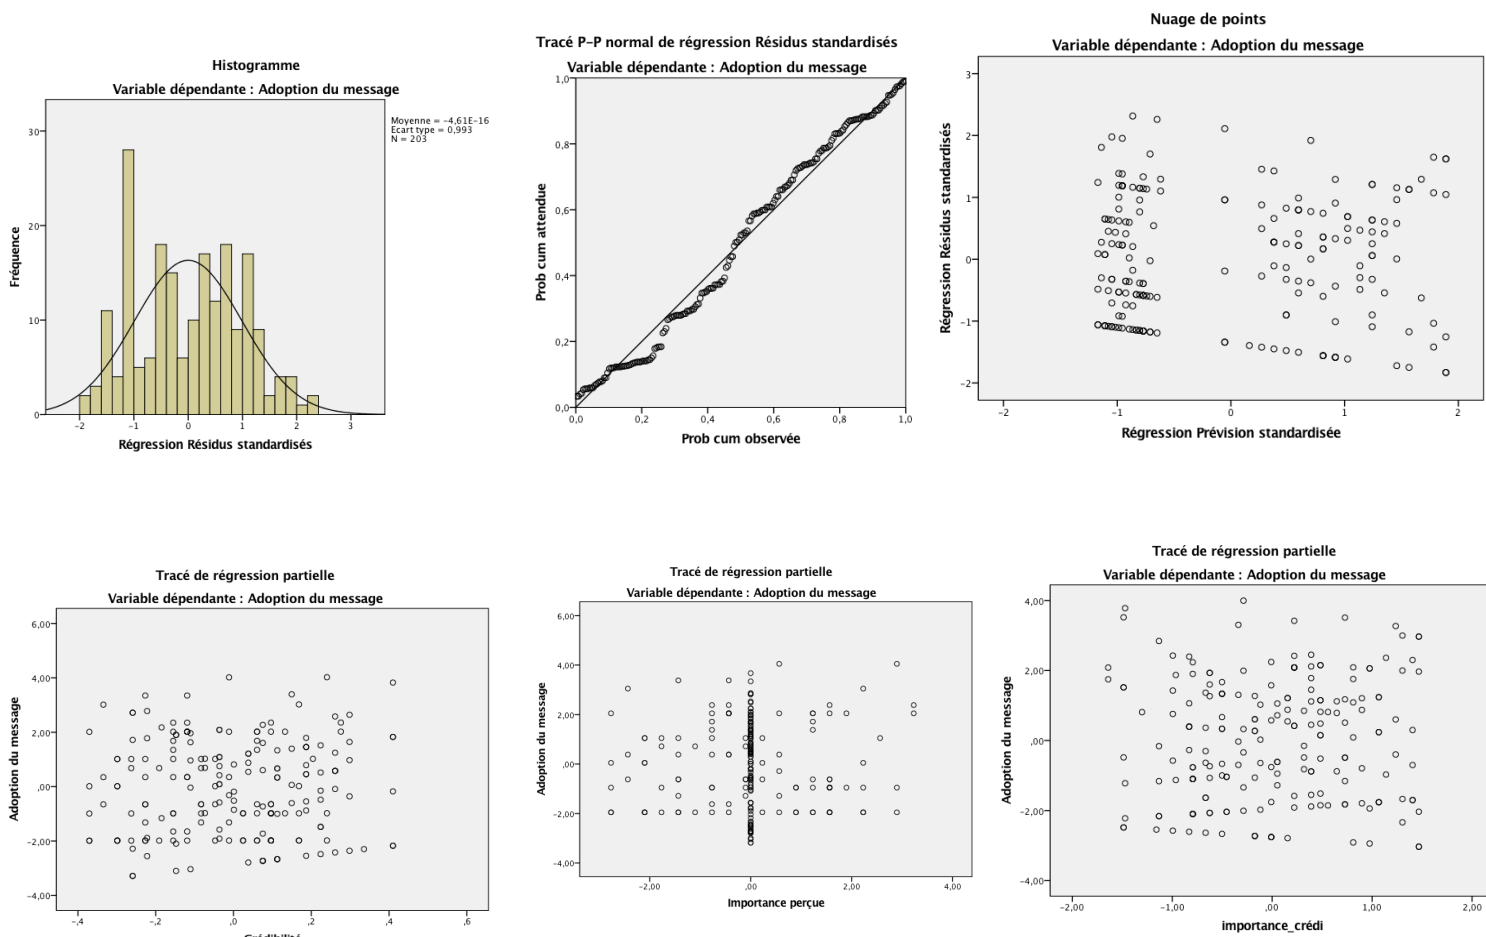 Histogramme
Variable dépendante : Adoption du message
Moyenne = -4,61E-16
Ecart type = 0,993
N = 203
Fréquence
30
20
10
0
-2 -1 0 1 2 3
Régression Résidus standardisés
Tracé P-P normal de régression Résidus standardisés
Variable dépendante : Adoption du message
Prob cum attendue
1,0
0,8
0,6
0,4
0,2
0,0
0,0 0,2 0,4 0,6 0,8 1,0
Prob cum observée
Nuage de points
Variable dépendante : Adoption du message
Régression Résidus standardisés
3
2
1
0
-1
-2
-2 -1 0 1 2
Régression Prévision standardisée
Tracé de régression partielle
Variable dépendante : Adoption du message
Adoption du message
6,00
4,00
2,00
,00
-2,00
-4,00
-,4 -,2 ,0 ,2 ,4 ,6
Crédibilité
Tracé de régression partielle
Variable dépendante : Adoption du message
Adoption du message
6,00
4,00
2,00
,00
-2,00
-4,00
-2,00 ,00 2,00 4,00
Importance perçue
Tracé de régression partielle
Variable dépendante : Adoption du message
Adoption du message
4,00
2,00
,00
-2,00
-4,00
-2,00 -1,00 ,00 1,00 2,00
importance_crédi